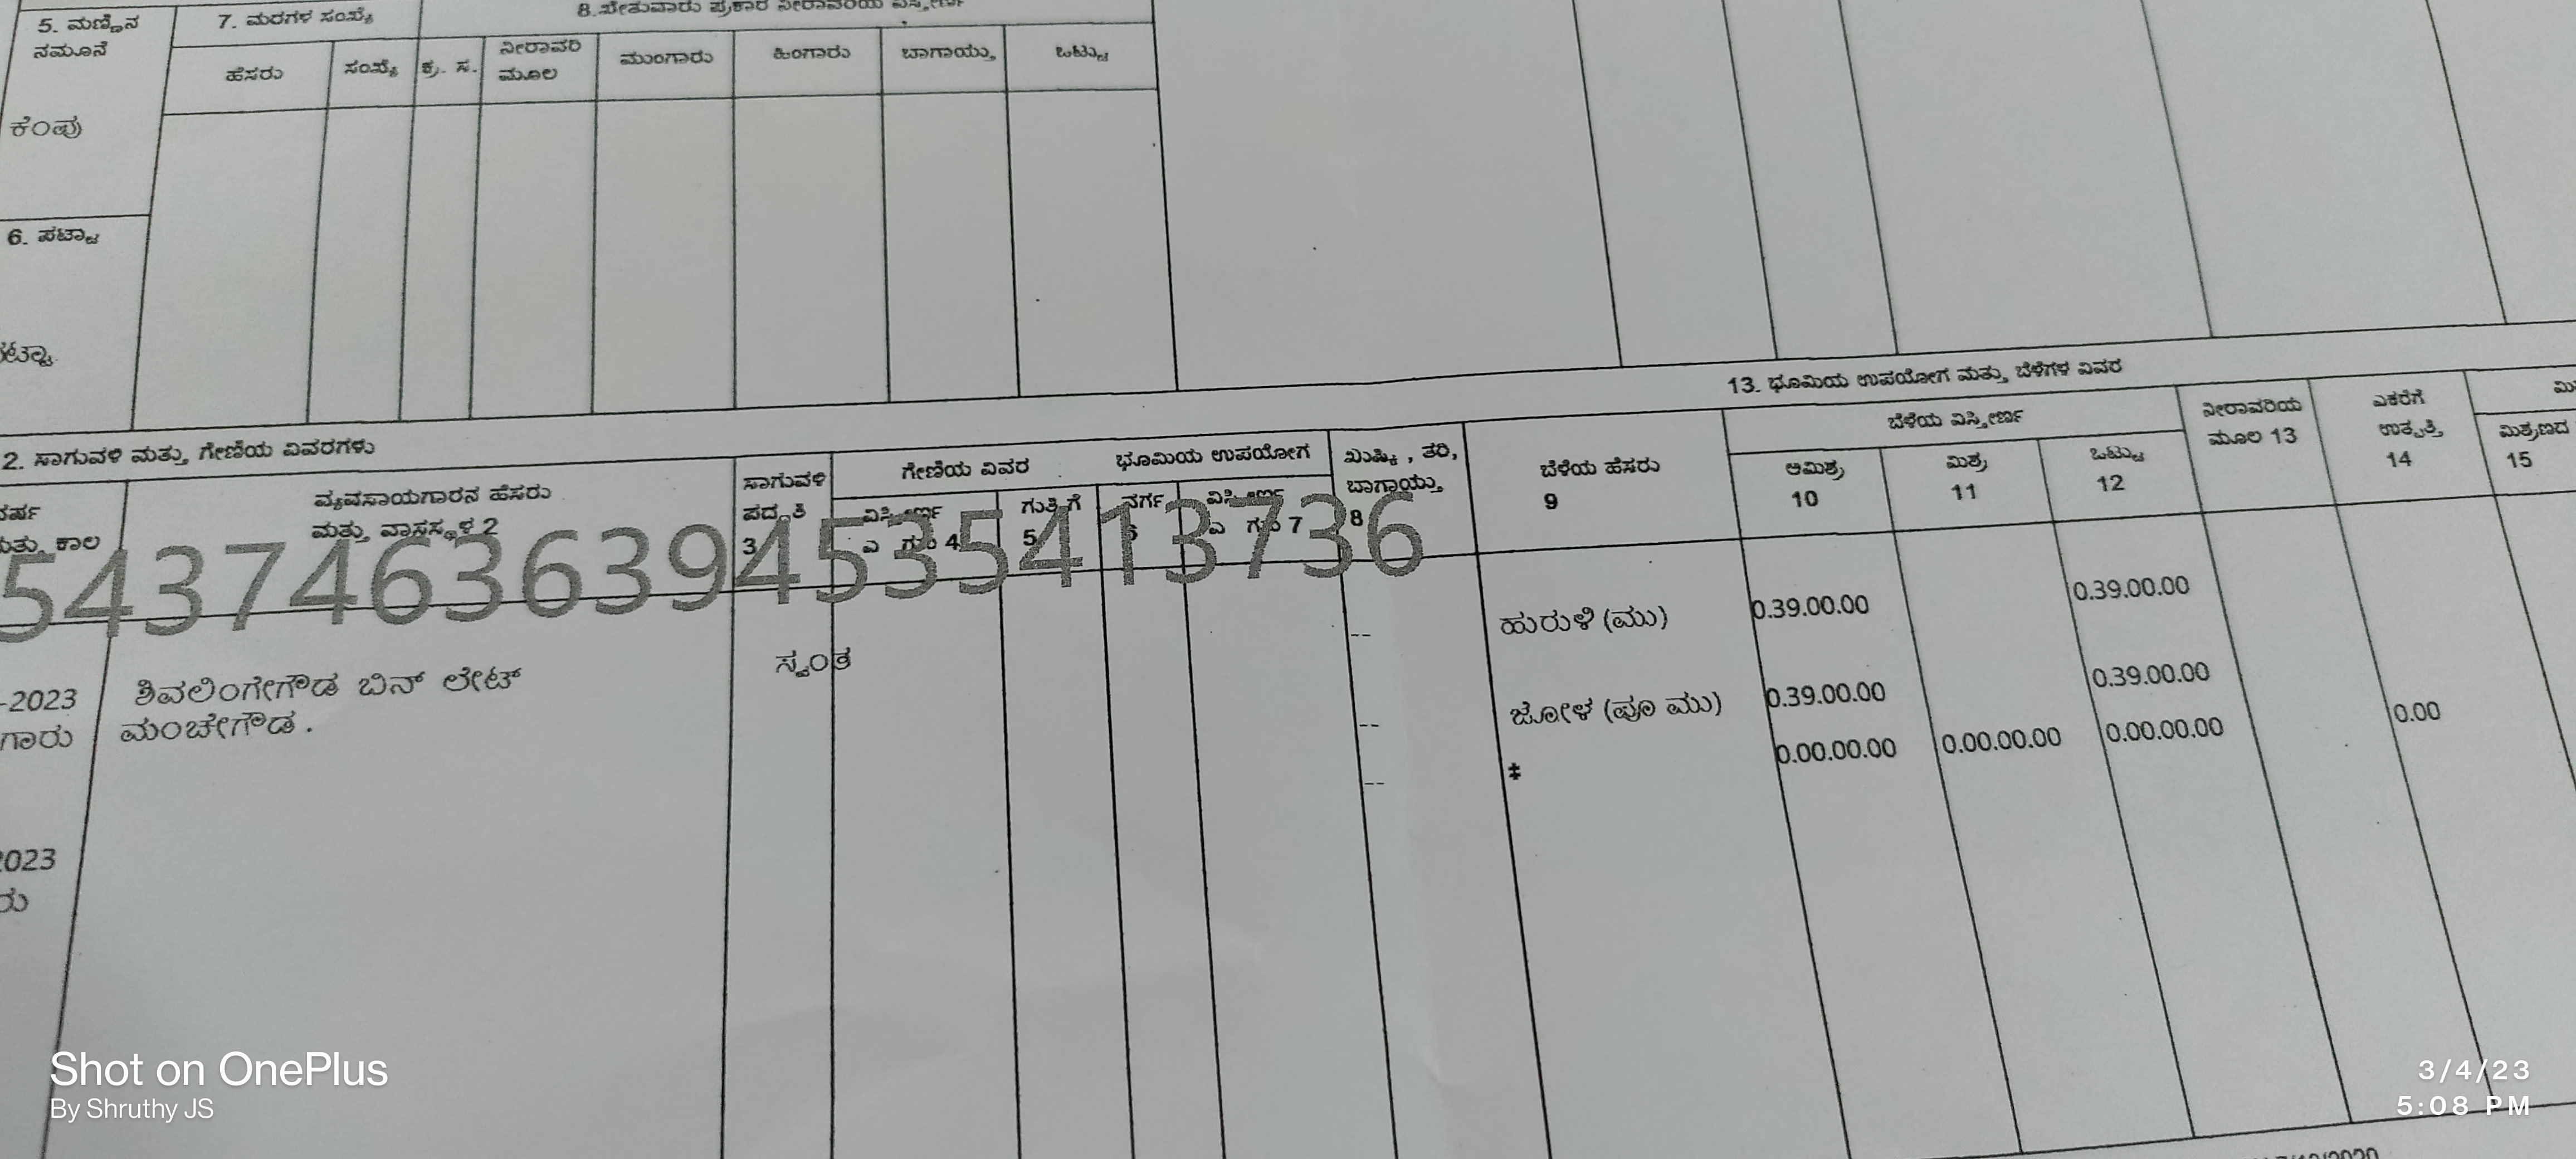 5. ಮಣ್ಣಿನ
ನಮೂನೆ
7. ಮರಗಳ ಸಂಖ್ಯೆ
ಹೆಸರು
ಸಂಖ್ಯೆ
ಕ್ರ. ಸ.
ನೀರಾವರಿ
ಮೂಲ
ಮುಂಗಾರು
ಹಿಂಗಾರು
ಬಾಗಾಯ್ತು
ಒಟ್ಟು
ಕೆಂಪು
6. ಪಟ್ಟಾ
13. ಭೂಮಿಯ ಉಪಯೋಗ ಮತ್ತು ಬೆಳೆಗಳ ವಿವರ
2. ಸಾಗುವಳಿ ಮತ್ತು ಗೇಣಿಯ ವಿವರಗಳು
ಕಾಲ
ವ್ಯವಸಾಯಗಾರನ ಹೆಸರು
ಮತ್ತು ವಾಸಸ್ಥಳ 2
ಸಾಗುವಳಿ
ಪದ್ಧತಿ
3
ಗೇಣಿಯ ವಿವರ
ವಿಸ್ತೀರ್ಣ
ಎ ಗುಂ 4
ಗುತ್ತಿಗೆ
5
ಭೂಮಿಯ ಉಪಯೋಗ
ವರ್ಗ
6
ವಿಸ್ತೀರ್ಣ
ಎ ಗುಂ 7
ಖುಷ್ಕಿ , ತರಿ,
ಬಾಗಾಯ್ತು
8
ಬೆಳೆಯ ಹೆಸರು
9
ಬೆಳೆಯ ವಿಸ್ತೀರ್ಣ
ಅಮಿಶ್ರ
10
ಮಿಶ್ರ
11
ಒಟ್ಟು
12
ನೀರಾವರಿಯ
ಮೂಲ 13
ಎಕರೆಗೆ
ಉತ್ಪತ್ತಿ
14
ಮಿಶ್ರಣದ
15
54374636394535413736
-2023
ಶಿವಲಿಂಗೇಗೌಡ ಬಿನ್ ಲೇಟ್
ಮಂಚೇಗೌಡ .
ಸ್ವಂತ
-- ಹುರುಳಿ (ಮು) 0.39.00.00 0.39.00.00
-- ಜೋಳ (ಪೂ ಮು) 0.39.00.00 0.39.00.00
-- ‡ 0.00.00.00 0.00.00.00 0.00.00.00 0.00
Shot on OnePlus
By Shruthy JS
3/4/23
5:08 PM